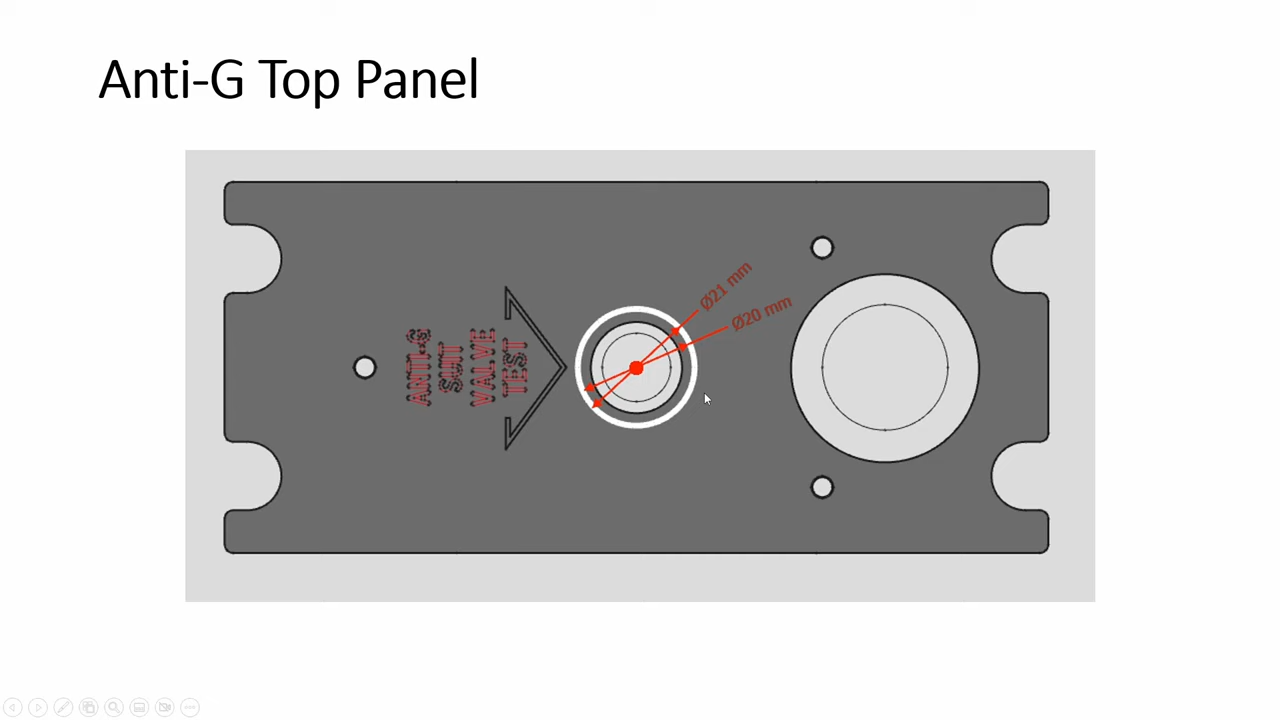 Anti-G Top Panel
Ø21 mm
Ø20 mm
ANTI-G
SUIT
VALVE
TEST